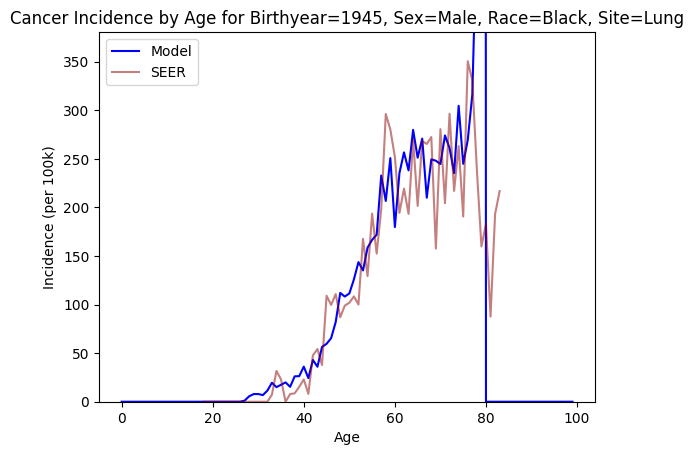 Cancer Incidence by Age for Birthyear=1945, Sex=Male, Race=Black, Site=Lung
Model
SEER
350
300
250
200
150
100
50
0
Incidence (per 100k)
0 20 40 60 80 100
Age